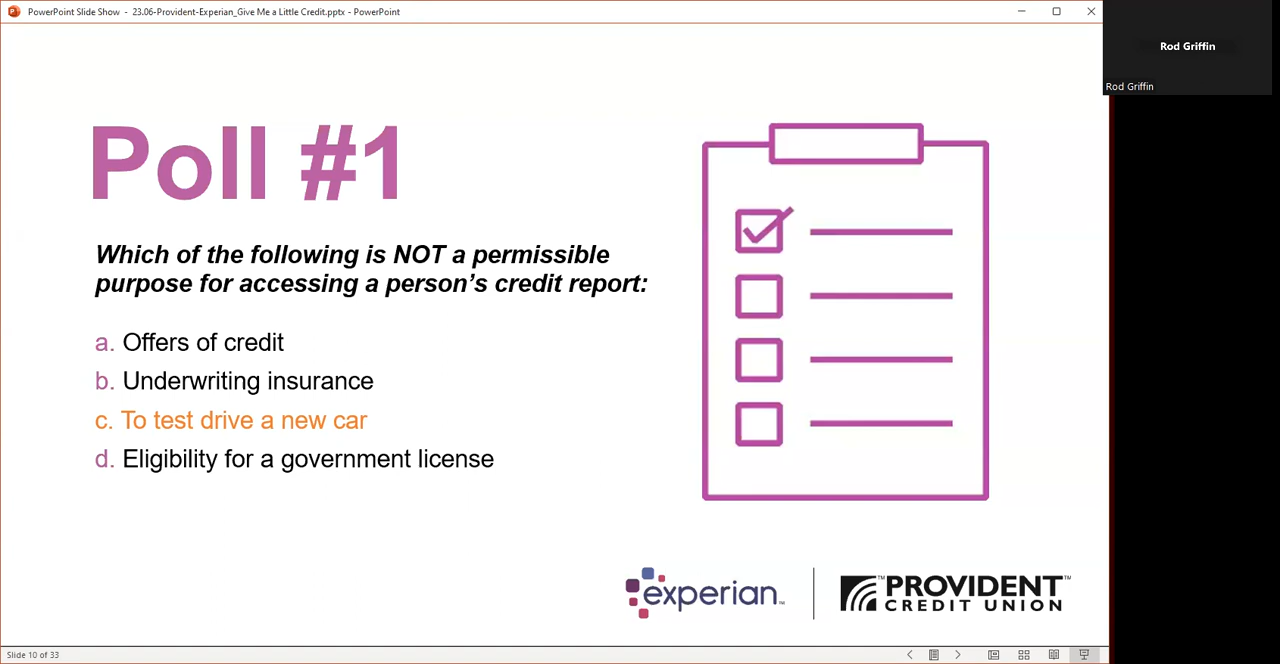 PowerPoint Slide Show - 23.06-Provident-Experian_Give Me a Little Credit.pptx - PowerPoint
Rod Griffin
Rod Griffin
Poll #1
Which of the following is NOT a permissible
purpose for accessing a person's credit report:
a. Offers of credit
b. Underwriting insurance
c. To test drive a new car
d. Eligibility for a government license
experian™
PROVIDENT™
CREDIT UNION
Slide 10 of 33